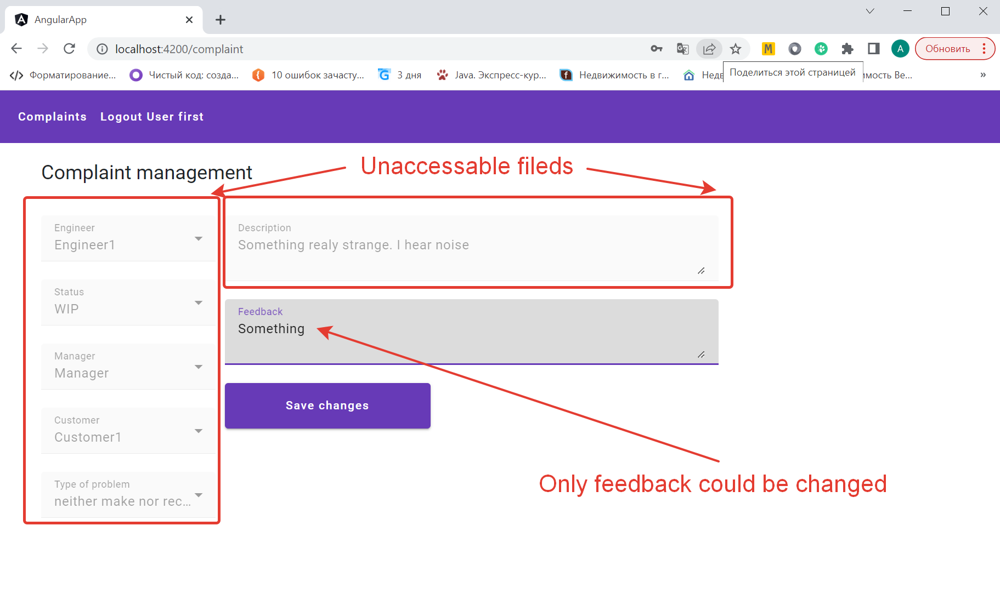 AngularApp
localhost:4200/complaint
A
Обновить
Форматирование...
Чистый код: созда...
10 ошибок зачасту...
3 дня
Java. Экспресс-кур...
Недвижимость в г...
Недв
Поделиться этой страницей
имость Ве...
»
Complaints
Logout User first
Complaint management
Unaccessable fileds
Engineer
Engineer1
Description
Something realy strange. I hear noise
Status
WIP
Feedback
Something
Manager
Manager
Save changes
Customer
Customer1
Type of problem
neither make nor rec...
Only feedback could be changed